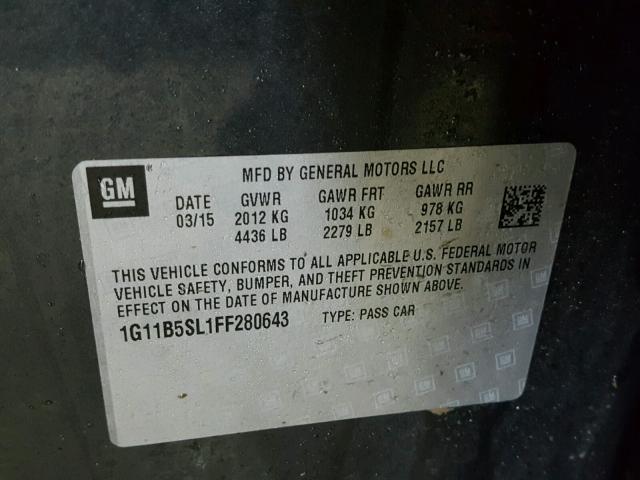 GM
MFD BY GENERAL MOTORS LLC
DATE GVWR GAWR FRT GAWR RR
03/15 2012 KG 1034 KG 978 KG
4436 LB 2279 LB 2157 LB
THIS VEHICLE CONFORMS TO ALL APPLICABLE U.S. FEDERAL MOTOR
VEHICLE SAFETY, BUMPER, AND THEFT PREVENTION STANDARDS IN
EFFECT ON THE DATE OF MANUFACTURE SHOWN ABOVE.
1G11B5SL1FF280643 TYPE: PASS CAR